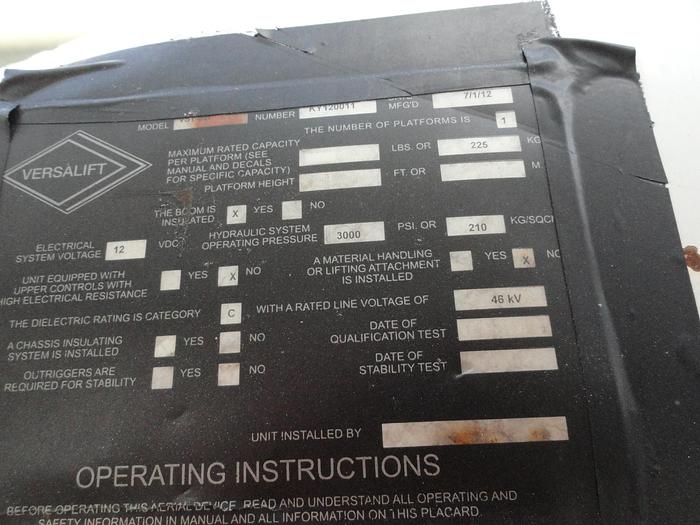 MODEL NUMBER KY120011 MFG'D 7/1/12
THE NUMBER OF PLATFORMS IS 1
VERSALIFT
MAXIMUM RATED CAPACITY
PER PLATFORM (SEE
MANUAL AND DECALS
FOR SPECIFIC CAPACITY) LBS. OR 225 KG
PLATFORM HEIGHT FT. OR M
THE BOOM IS
INSULATED X YES NO
ELECTRICAL
SYSTEM VOLTAGE 12 VDC
HYDRAULIC SYSTEM
OPERATING PRESSURE 3000 PSI. OR 210 KG/SQC
UNIT EQUIPPED WITH
UPPER CONTROLS WITH
HIGH ELECTRICAL RESISTANCE YES X NO
A MATERIAL HANDLING
OR LIFTING ATTACHMENT
IS INSTALLED YES X NO
THE DIELECTRIC RATING IS CATEGORY C WITH A RATED LINE VOLTAGE OF 46 kV
A CHASSIS INSULATING
SYSTEM IS INSTALLED YES NO
DATE OF
QUALIFICATION TEST
OUTRIGGERS ARE
REQUIRED FOR STABILITY YES NO
DATE OF
STABILITY TEST
UNIT INSTALLED BY
OPERATING INSTRUCTIONS
BEFORE OPERATING THIS AERIAL DEVICE, READ AND UNDERSTAND ALL OPERATING AND
SAFETY INFORMATION IN MANUAL AND ALL INFORMATION ON THIS PLACARD.